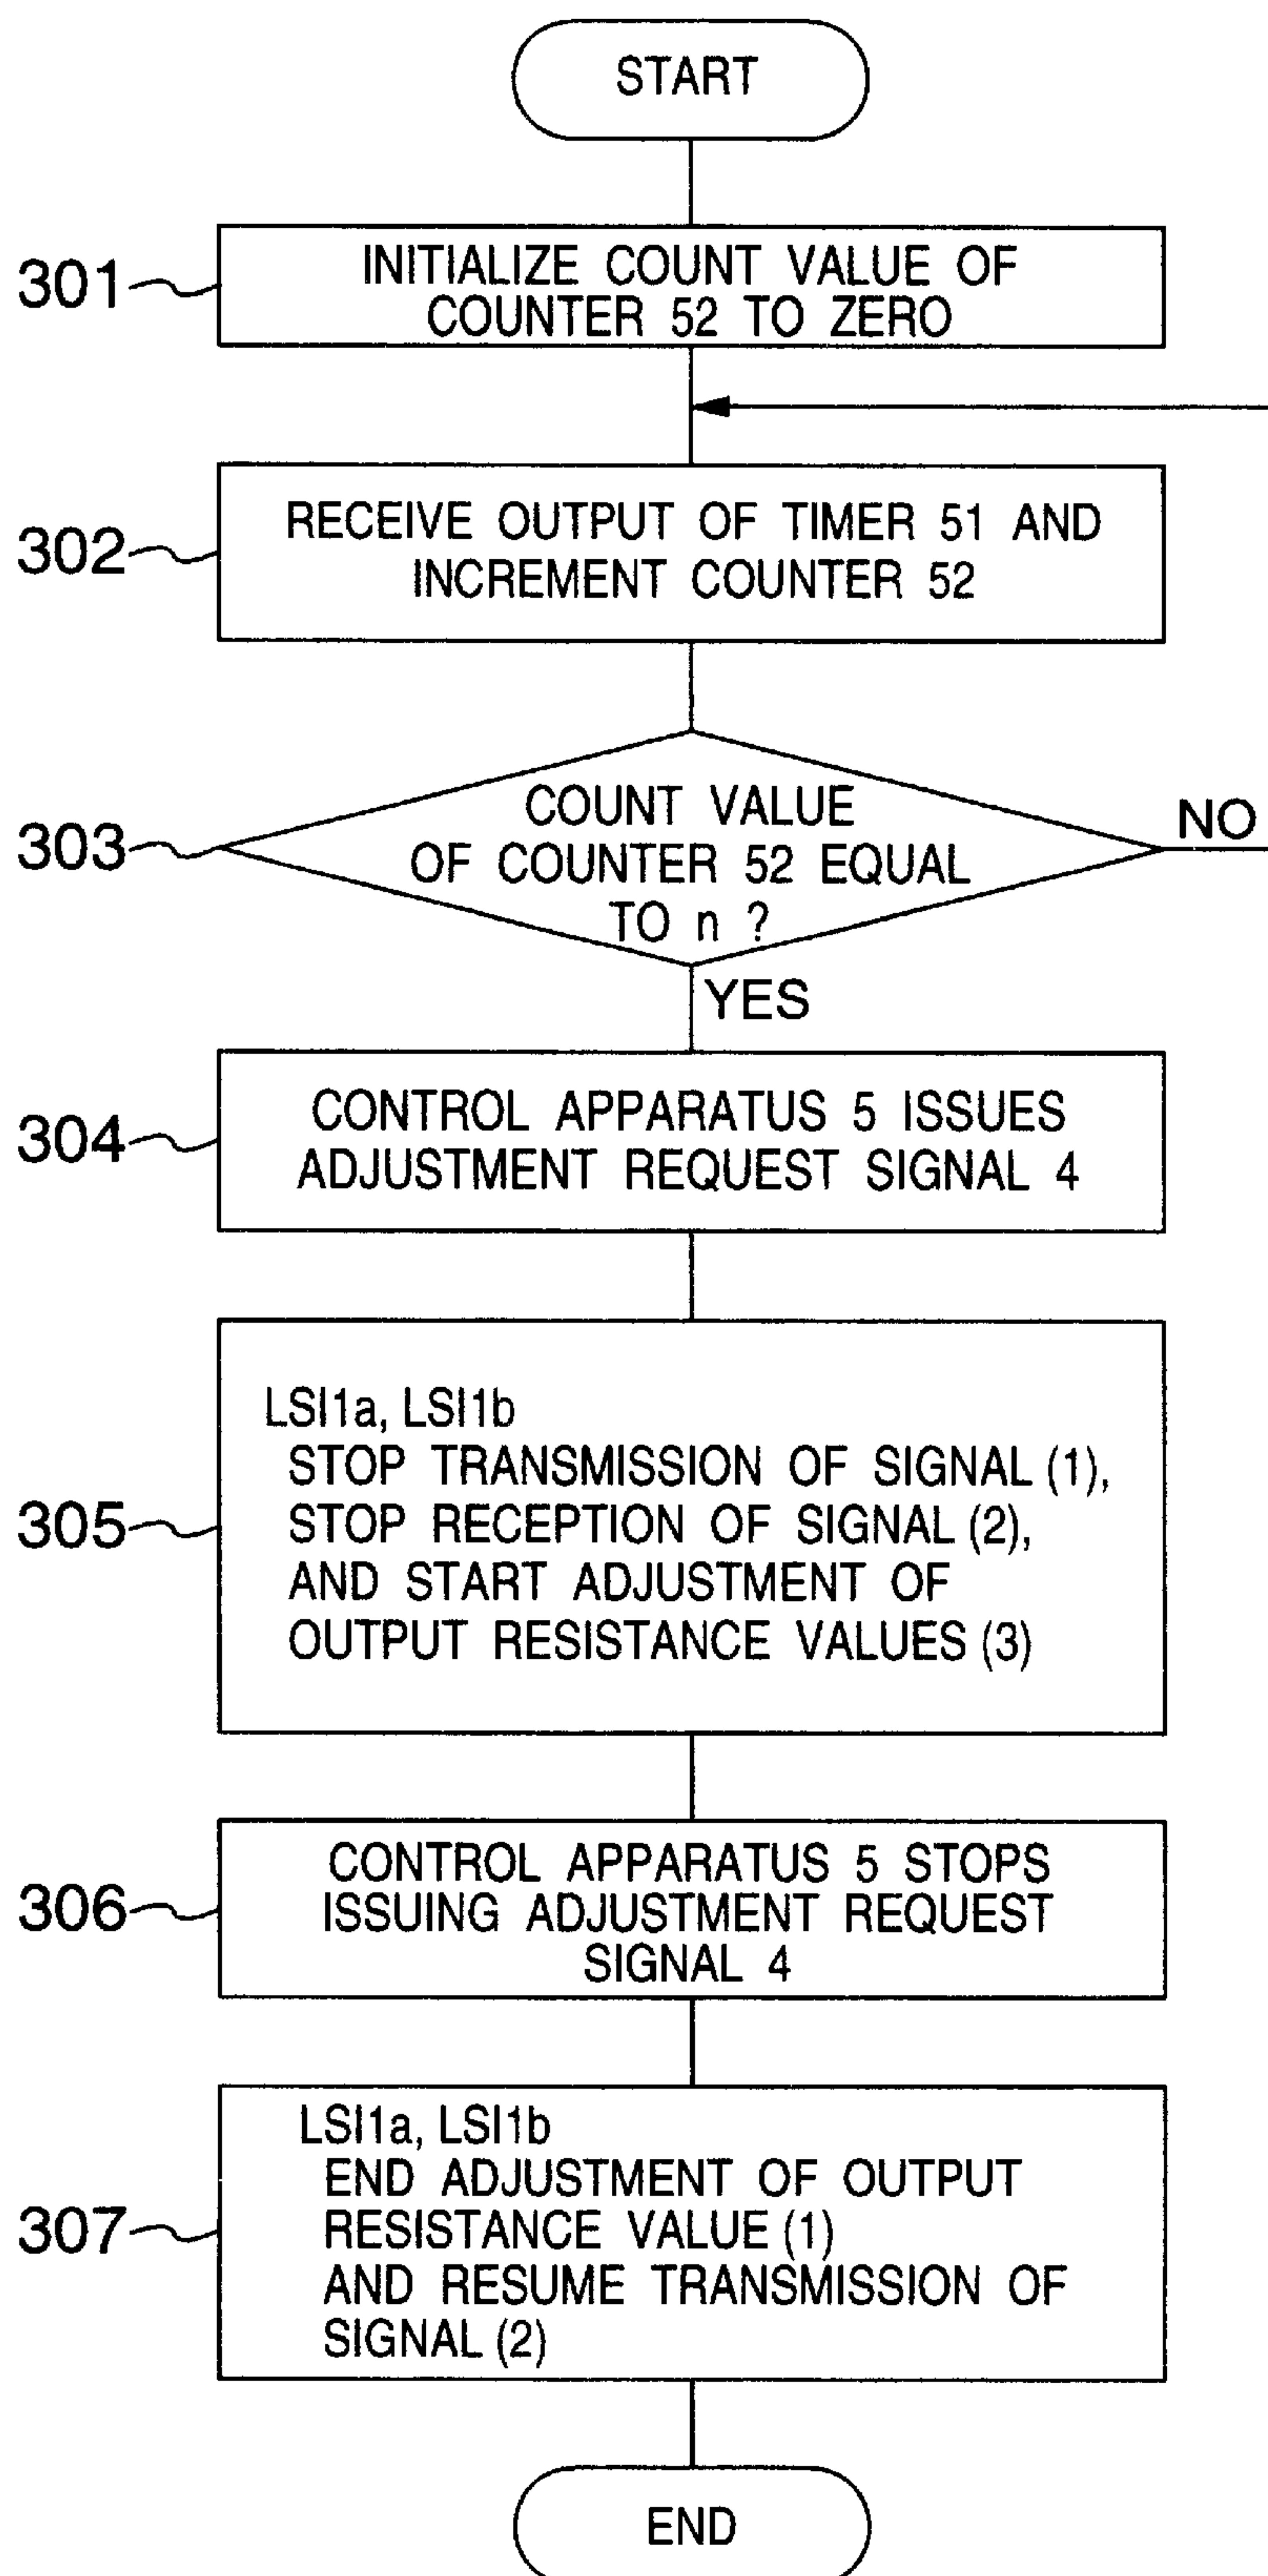 START
301
INITIALIZE COUNT VALUE OF
COUNTER 52 TO ZERO
302
RECEIVE OUTPUT OF TIMER 51 AND
INCREMENT COUNTER 52
303
COUNT VALUE
OF COUNTER 52 EQUAL
TO n ?
NO
YES
304
CONTROL APPARATUS 5 ISSUES
ADJUSTMENT REQUEST SIGNAL 4
305
LSI1a, LSI1b
STOP TRANSMISSION OF SIGNAL (1),
STOP RECEPTION OF SIGNAL (2),
AND START ADJUSTMENT OF
OUTPUT RESISTANCE VALUES (3)
306
CONTROL APPARATUS 5 STOPS
ISSUING ADJUSTMENT REQUEST
SIGNAL 4
307
LSI1a, LSI1b
END ADJUSTMENT OF OUTPUT
RESISTANCE VALUE (1)
AND RESUME TRANSMISSION OF
SIGNAL (2)
END